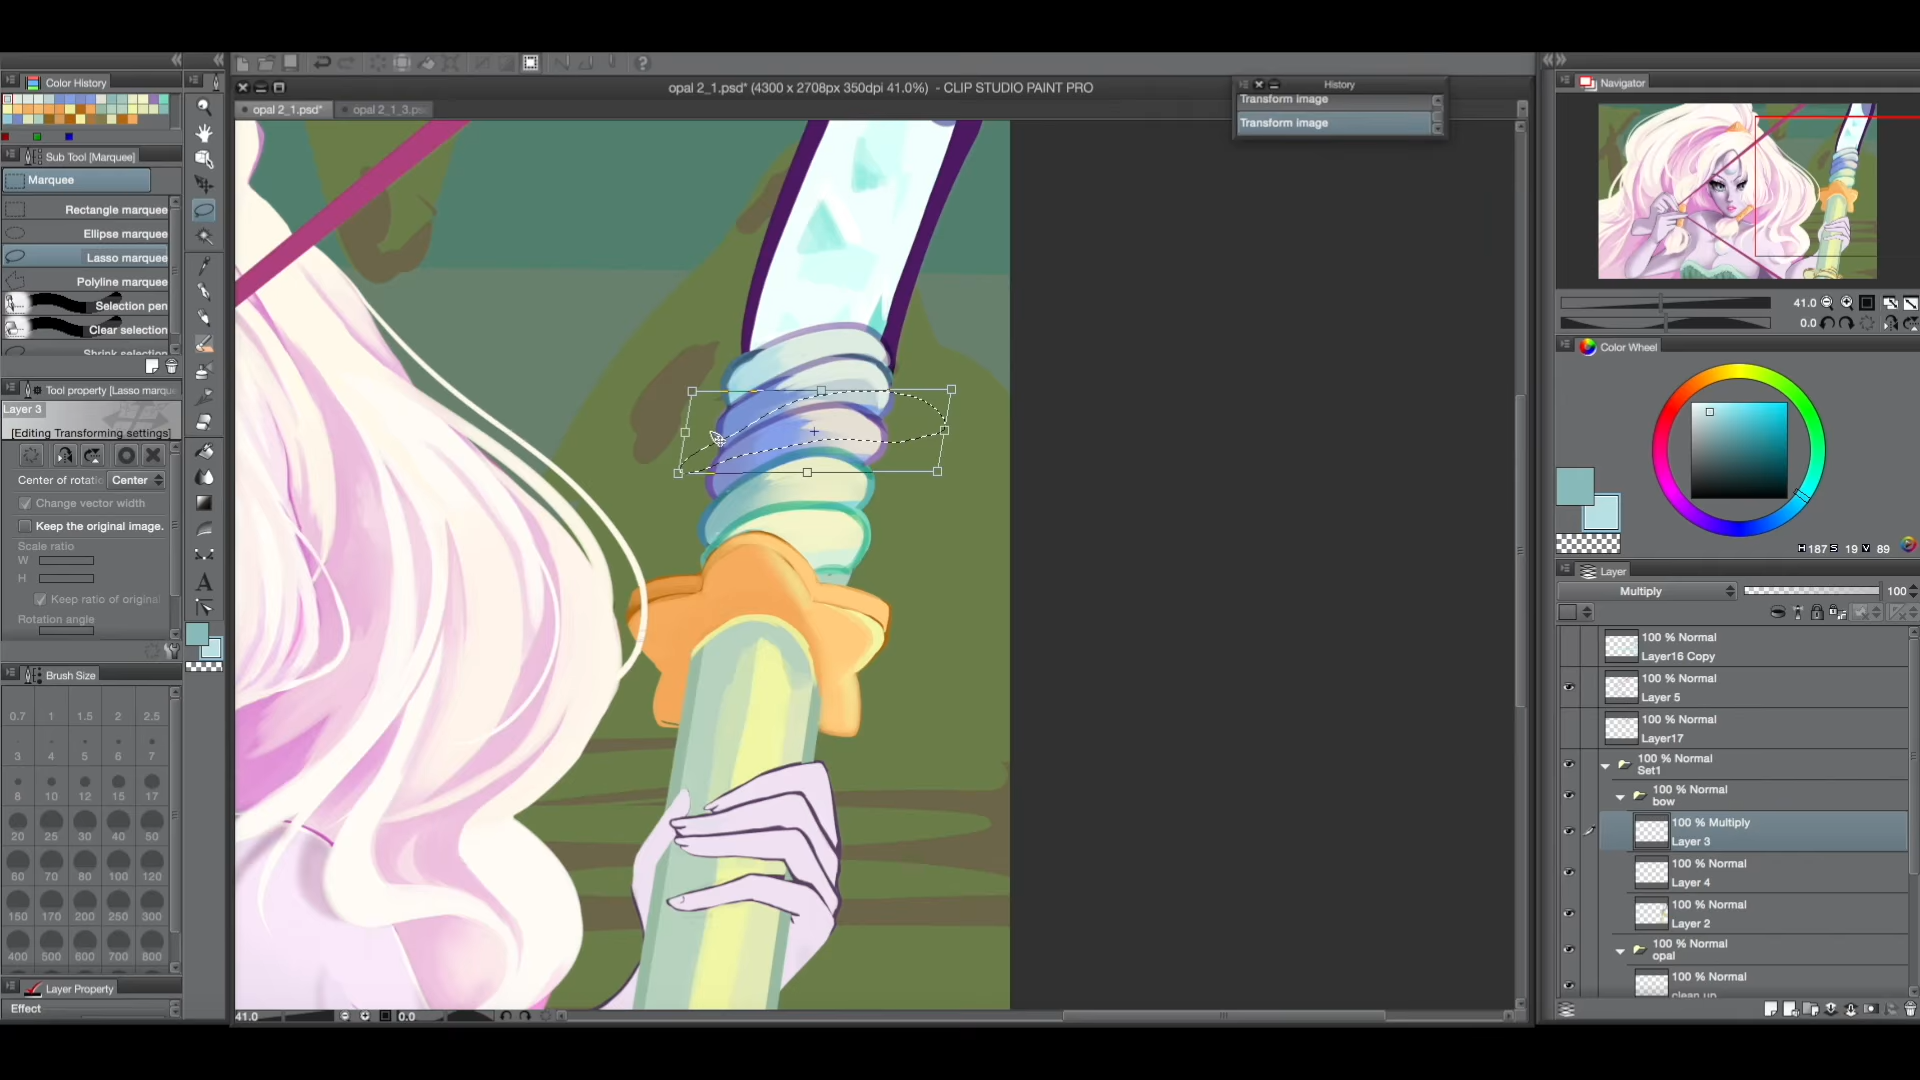 Color History
Sub Tool [Marquee]
Marquee
Rectangle marquee
Ellipse marquee
Lasso marquee
Polyline marquee
Selection pen
Clear selection
Shrink selection
Tool property [Lasso marque
Layer 3
[Editing Transforming settings]
Center of rotatio
Center
Change vector width
Keep the original image.
Scale ratio
W
H
Keep ratio of original
Rotation angle
Brush Size
0.7 1 1.5 2 2.5
3 4 5 6 7
8 10 12 15 17
20 25 30 40 50
60 70 80 100 120
150 170 200 250 300
400 500 600 700 800
Layer Property
Effect
opal 2_1.psd* (4300 x 2708px 350dpi 41.0%) - CLIP STUDIO PAINT PRO
opal 2_1.psd*
opal 2_1_3.ps
History
Transform image
Transform image
41.0
0.0
Navigator
41.0
0.0
Color Wheel
H 187 S 19 V 89
Layer
Multiply
100
100 % Normal
Layer16 Copy
100 % Normal
Layer 5
100 % Normal
Layer17
100 % Normal
Set1
100 % Normal
bow
100 % Multiply
Layer 3
100 % Normal
Layer 4
100 % Normal
Layer 2
100 % Normal
opal
100 % Normal
clean up